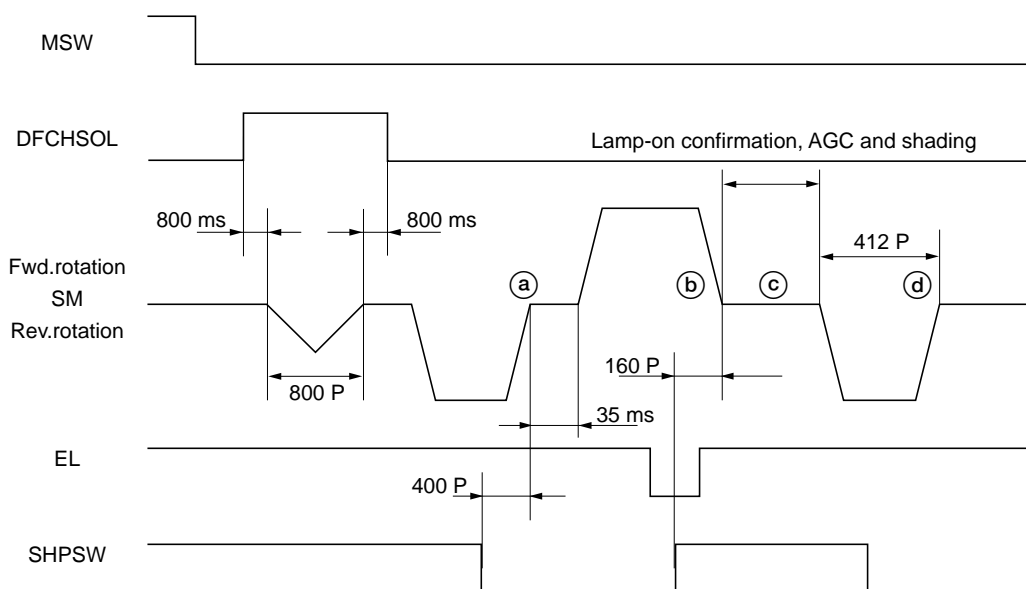 MSW
DFCHSOL
Lamp-on confirmation, AGC and shading
800 ms
800 ms
412 P
Fwd.rotation
SM
Rev.rotation
a
b
c
d
160 P
800 P
35 ms
EL
400 P
SHPSW